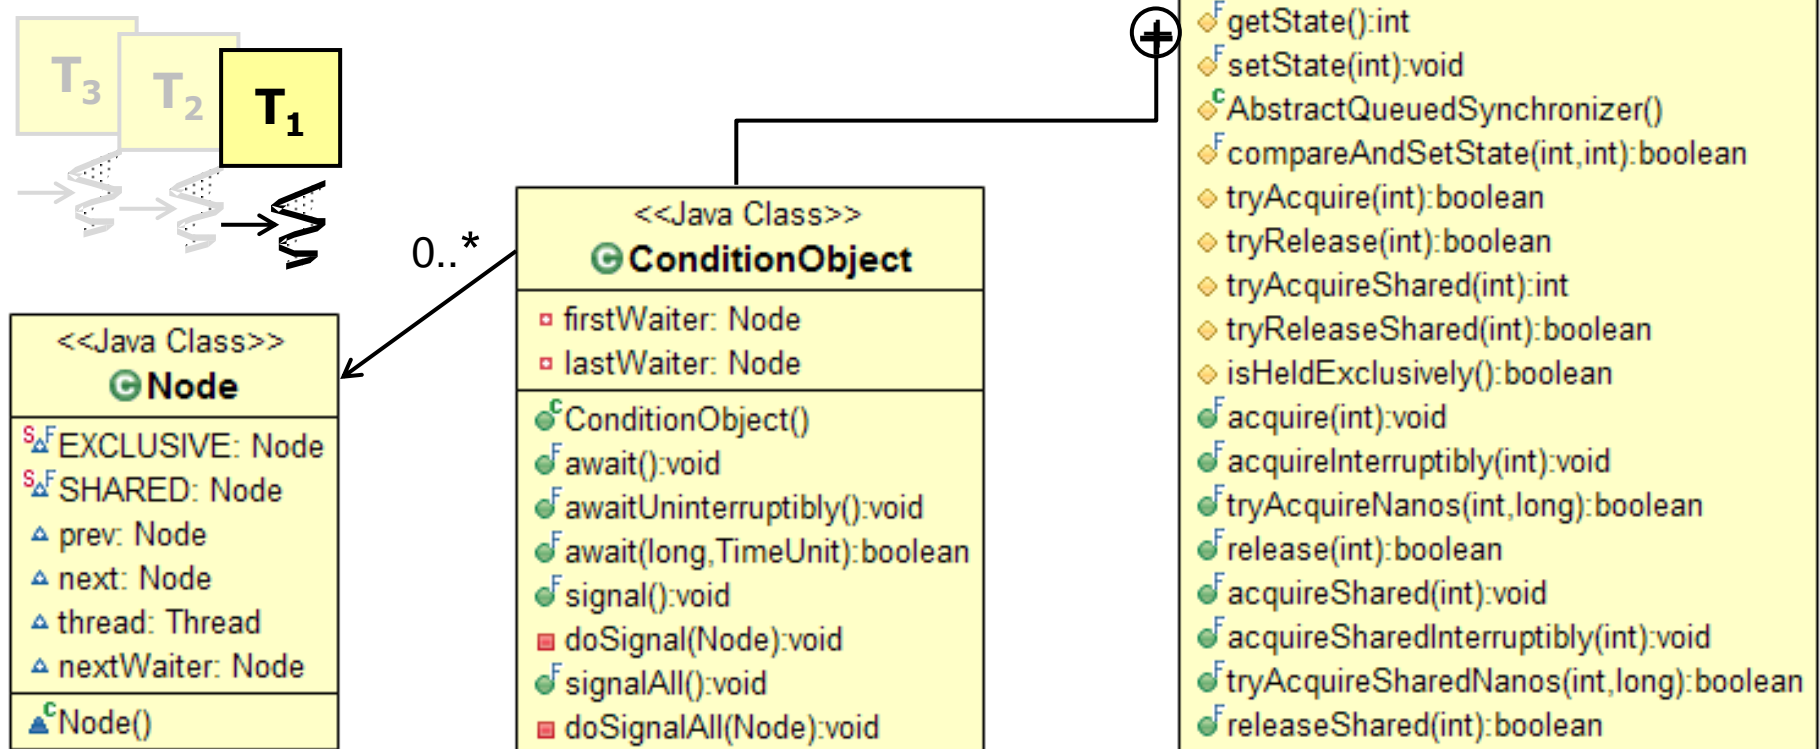 T3
T2
T1
0..*
<<Java Class>>
C Node
S F EXCLUSIVE: Node
S F SHARED: Node
prev: Node
next: Node
thread: Thread
nextWaiter: Node
C Node()
<<Java Class>>
C ConditionObject
firstWaiter: Node
lastWaiter: Node
C ConditionObject()
F await():void
F awaitUninterruptibly():void
F await(long,TimeUnit):boolean
F signal():void
doSignal(Node):void
F signalAll():void
doSignalAll(Node):void
F getState():int
F setState(int):void
C AbstractQueuedSynchronizer()
F compareAndSetState(int,int):boolean
tryAcquire(int):boolean
tryRelease(int):boolean
tryAcquireShared(int):int
tryReleaseShared(int):boolean
isHeldExclusively():boolean
F acquire(int):void
F acquireInterruptibly(int):void
F tryAcquireNanos(int,long):boolean
F release(int):boolean
F acquireShared(int):void
F acquireSharedInterruptibly(int):void
F tryAcquireSharedNanos(int,long):boolean
F releaseShared(int):boolean